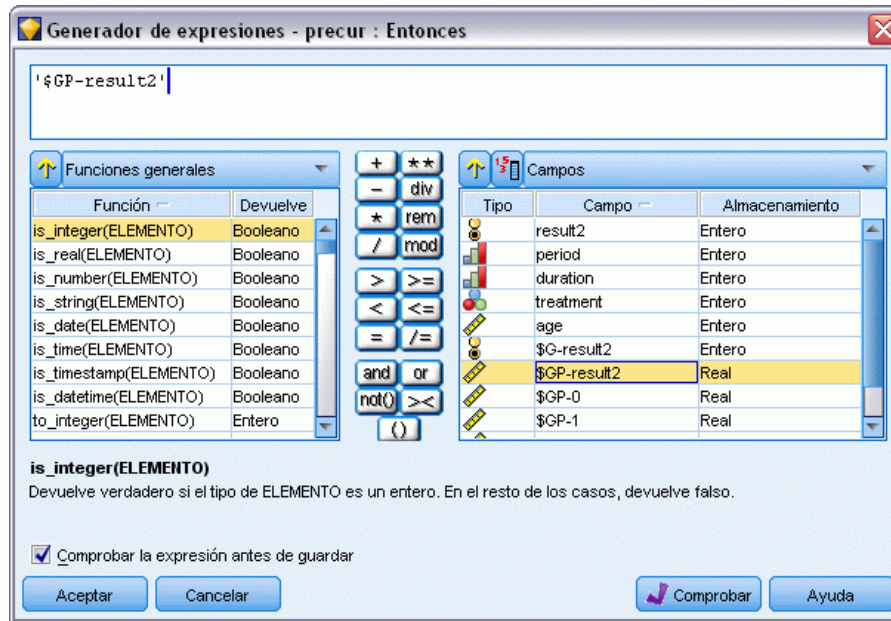 Generador de expresiones - precur : Entonces
'$GP-result2'
Funciones generales
Función Devuelve
is_integer(ELEMENTO) Booleano
is_real(ELEMENTO) Booleano
is_number(ELEMENTO) Booleano
is_string(ELEMENTO) Booleano
is_date(ELEMENTO) Booleano
is_time(ELEMENTO) Booleano
is_timestamp(ELEMENTO) Booleano
is_datetime(ELEMENTO) Booleano
to_integer(ELEMENTO) Entero
+ **
- div
* rem
/ mod
> >=
< <=
= /=
and or
not() ><
()
Campos
Tipo Campo Almacenamiento
result2 Entero
period Entero
duration Entero
treatment Entero
age Entero
$G-result2 Entero
$GP-result2 Real
$GP-0 Real
$GP-1 Real
is_integer(ELEMENTO)
Devuelve verdadero si el tipo de ELEMENTO es un entero. En el resto de los casos, devuelve falso.
Comprobar la expresión antes de guardar
Aceptar Cancelar Comprobar Ayuda